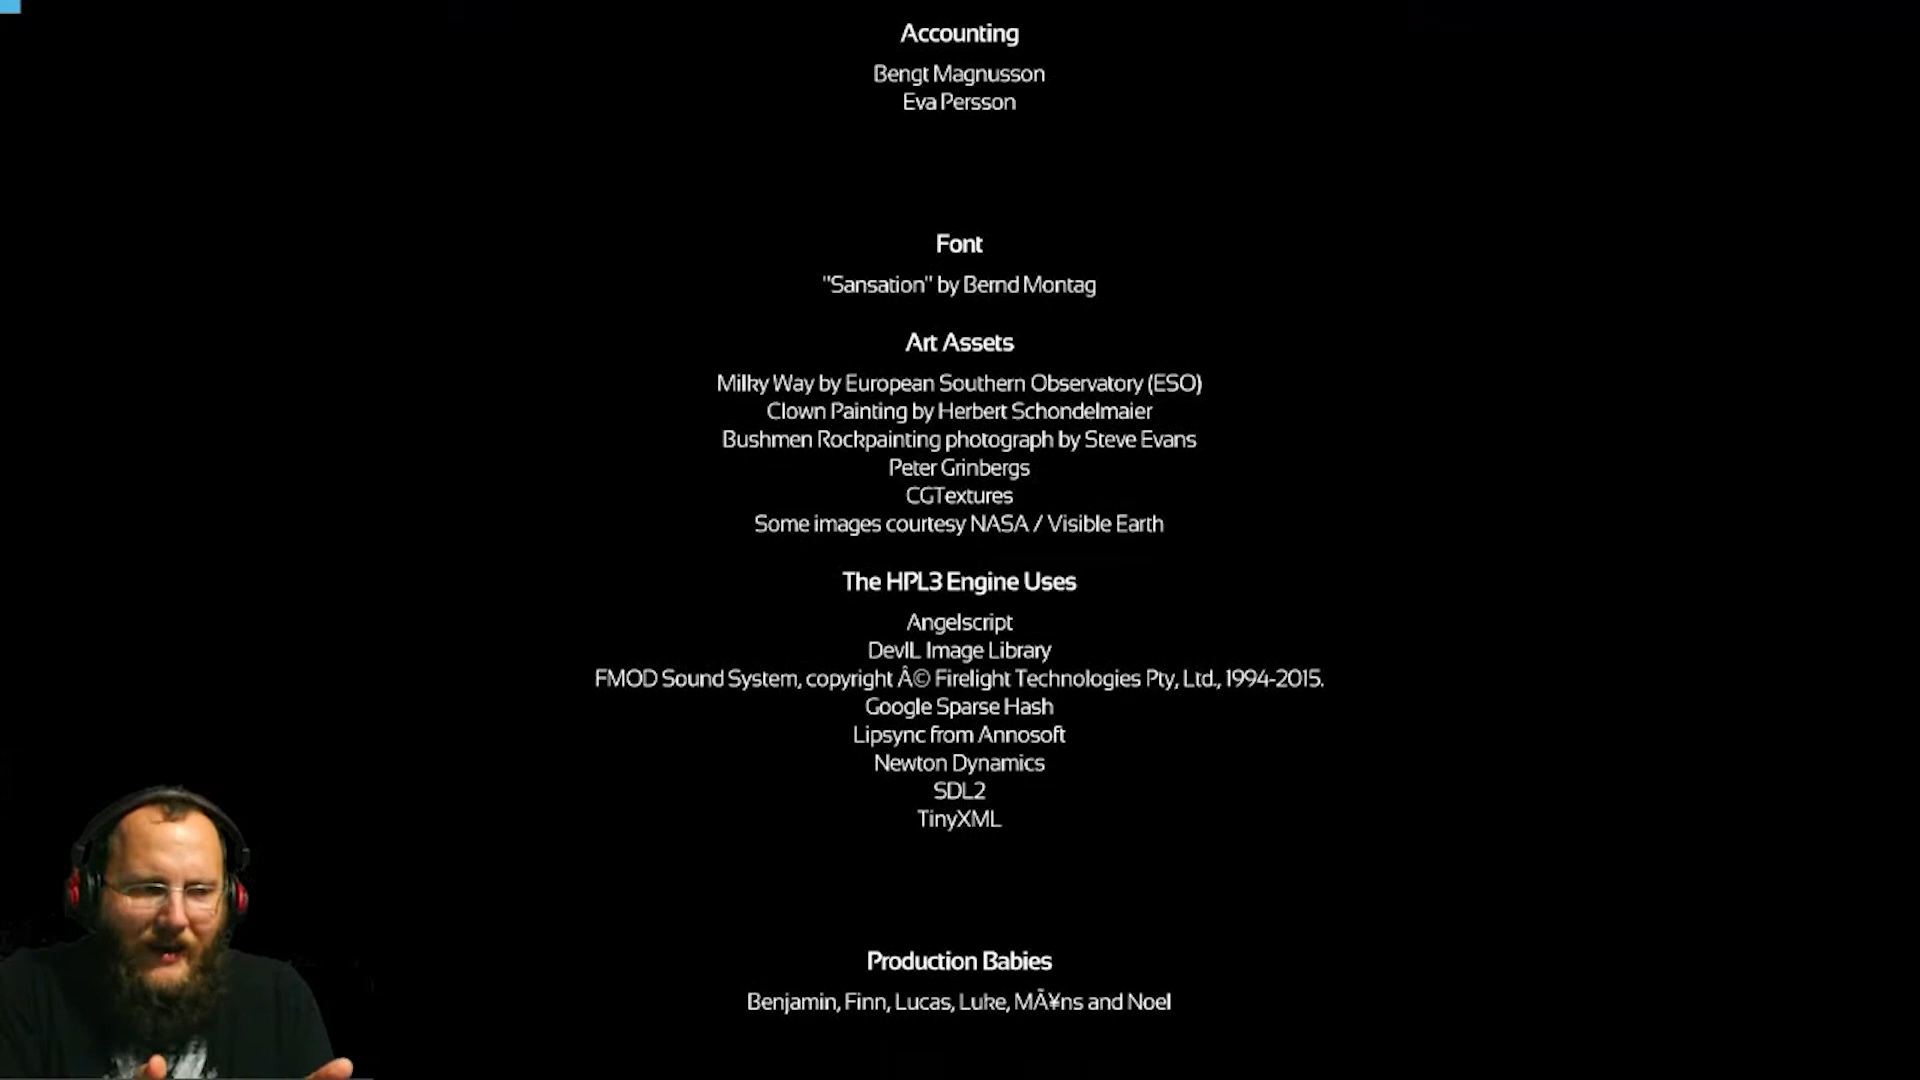 Accounting
Bengt Magnusson
Eva Persson
Font
"Sansation" by Bernd Montag
Art Assets
Milky Way by European Southern Observatory (ESO)
Clown Painting by Herbert Schondelmaier
Bushmen Rockpainting photograph by Steve Evans
Peter Grinbergs
CGTextures
Some images courtesy NASA / Visible Earth
The HPL3 Engine Uses
Angelscript
DevIL Image Library
FMOD Sound System, copyright Â© Firelight Technologies Pty, Ltd., 1994-2015.
Google Sparse Hash
Lipsync from Annosoft
Newton Dynamics
SDL2
TinyXML
Production Babies
Benjamin, Finn, Lucas, Luke, MÃ¥ns and Noel